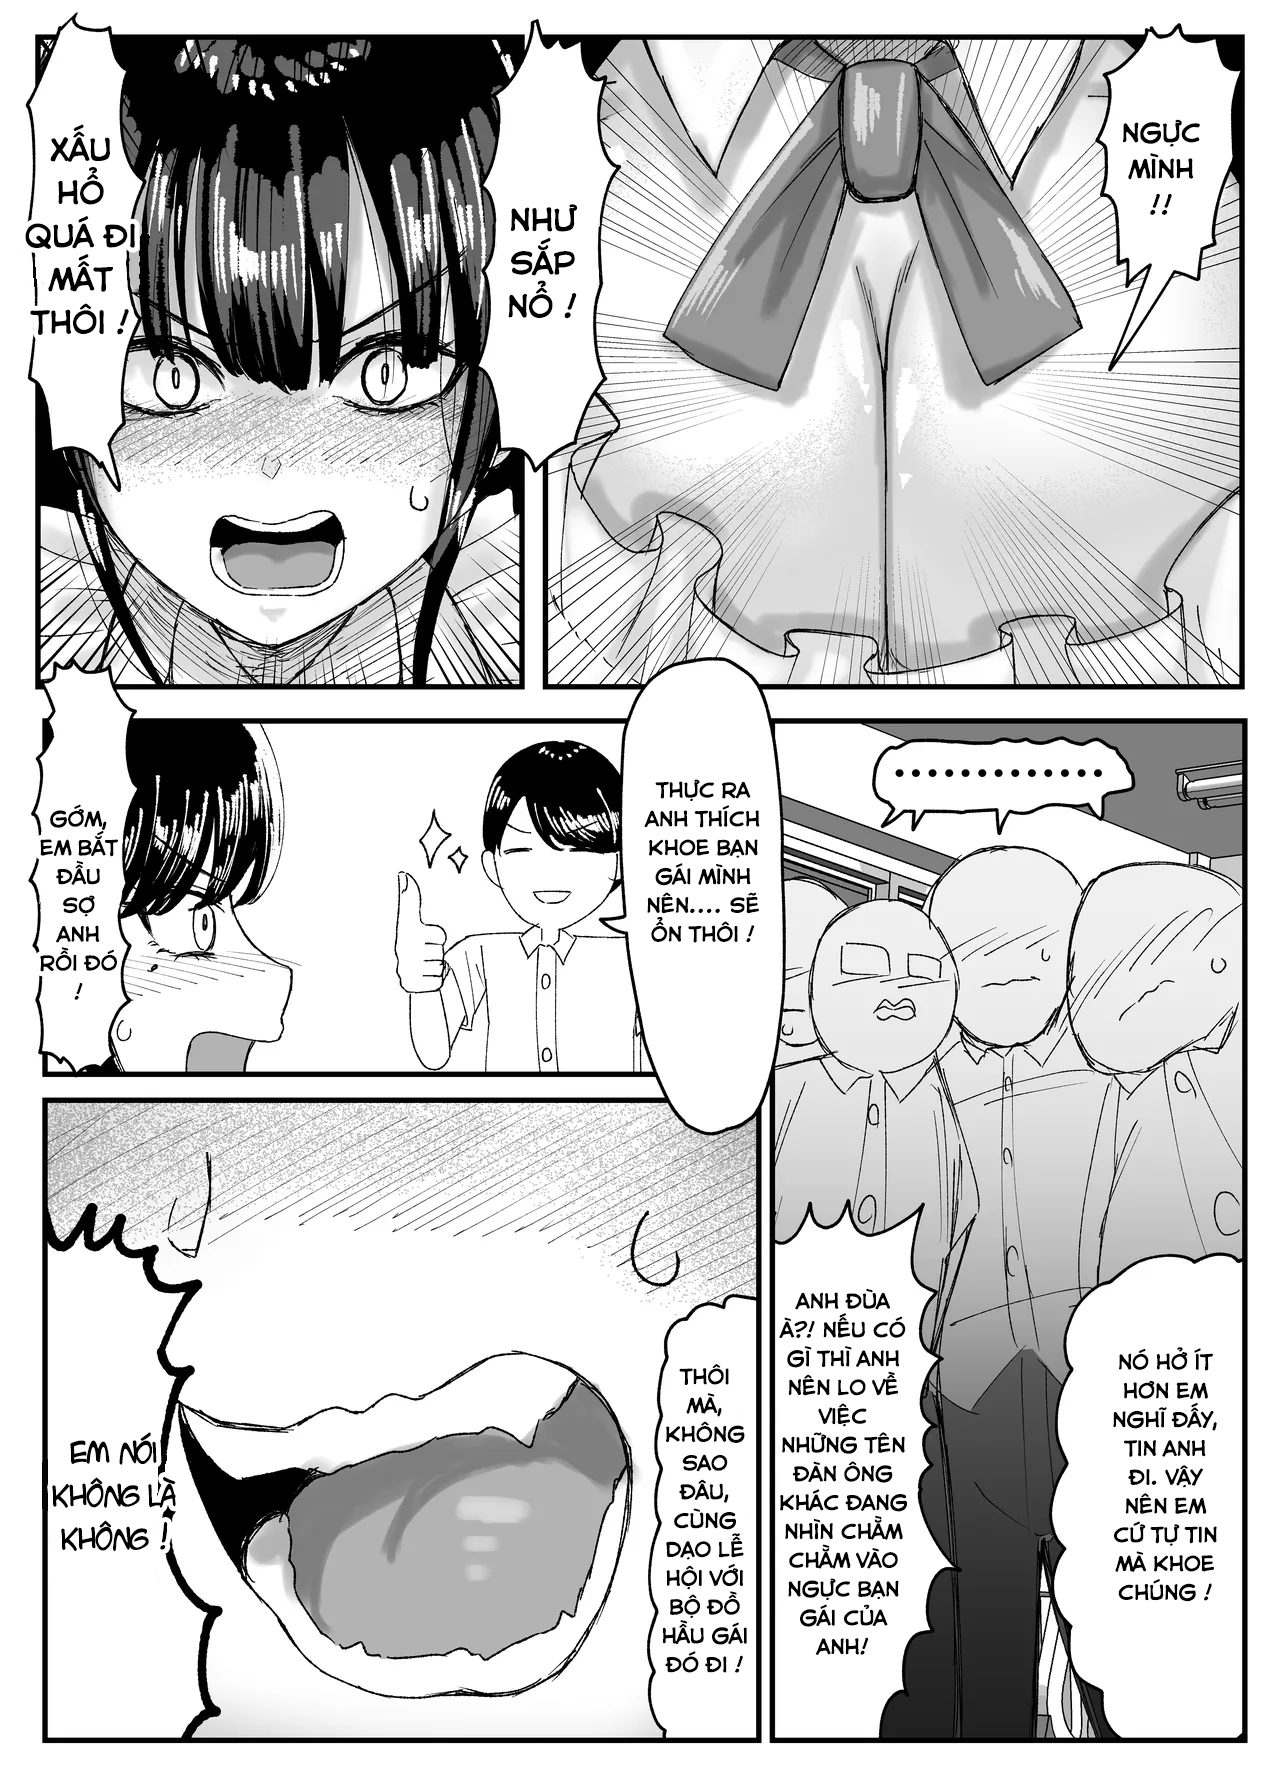 NGỰC
MÌNH
!!
NHƯ
SẮP
NỔ !
XẤU
HỔ
QUÁ ĐI
MẤT
THÔI !
.............
NÓ HỞ ÍT
HƠN EM
NGHĨ ĐẤY,
TIN ANH
ĐI. VẬY
NÊN EM
CỨ TỰ TIN
MÀ KHOE
CHÚNG !
ANH ĐÙA
À?! NẾU CÓ
GÌ THÌ ANH
NÊN LO VỀ
VIỆC
NHỮNG TÊN
ĐÀN ÔNG
KHÁC ĐANG
NHÌN CHẰM
CHẰM VÀO
NGỰC BẠN
GÁI CỦA
ANH!
THỰC RA
ANH THÍCH
KHOE BẠN
GÁI MÌNH
NÊN.... SẼ
ỔN THÔI !
GỚM,
EM BẮT
ĐẦU
SỢ
ANH
RỒI ĐÓ
!
THÔI
MÀ,
KHÔNG
SAO
ĐÂU,
CÙNG
DẠO LỄ
HỘI VỚI
BỘ ĐỒ
HẦU GÁI
ĐÓ ĐI !
EM NÓI
KHÔNG LÀ
KHÔNG !